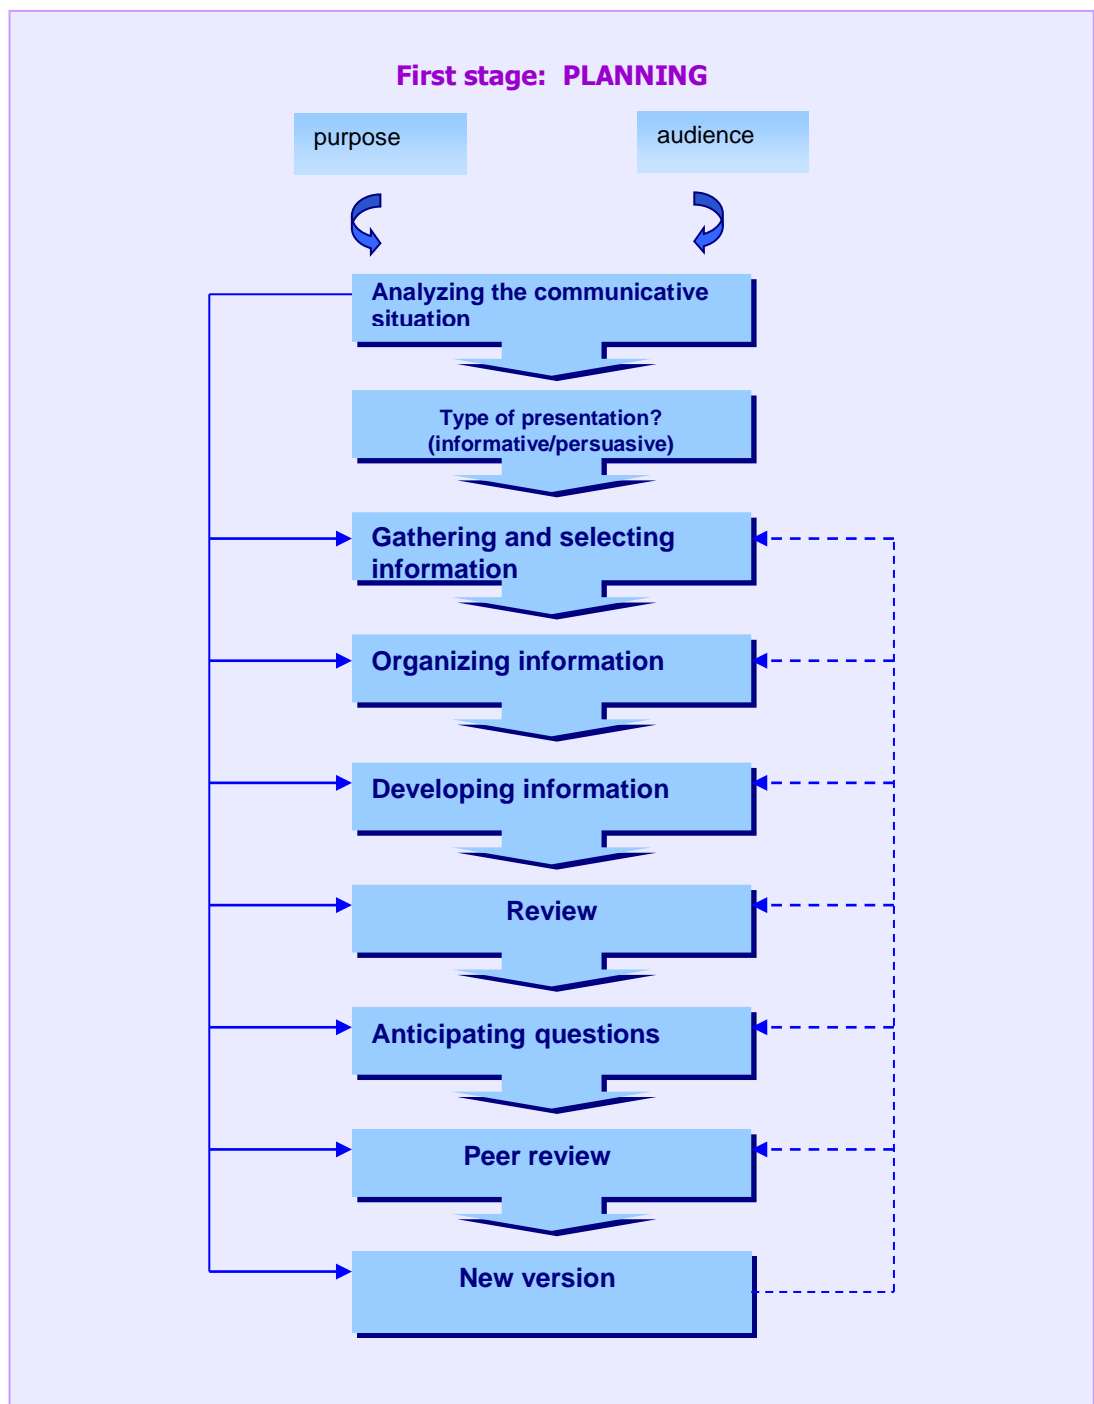 First stage: PLANNING
purpose
audience
Analyzing the communicative
situation
Type of presentation?
(informative/persuasive)
Gathering and selecting
information
Organizing information
Developing information
Review
Anticipating questions
Peer review
New version